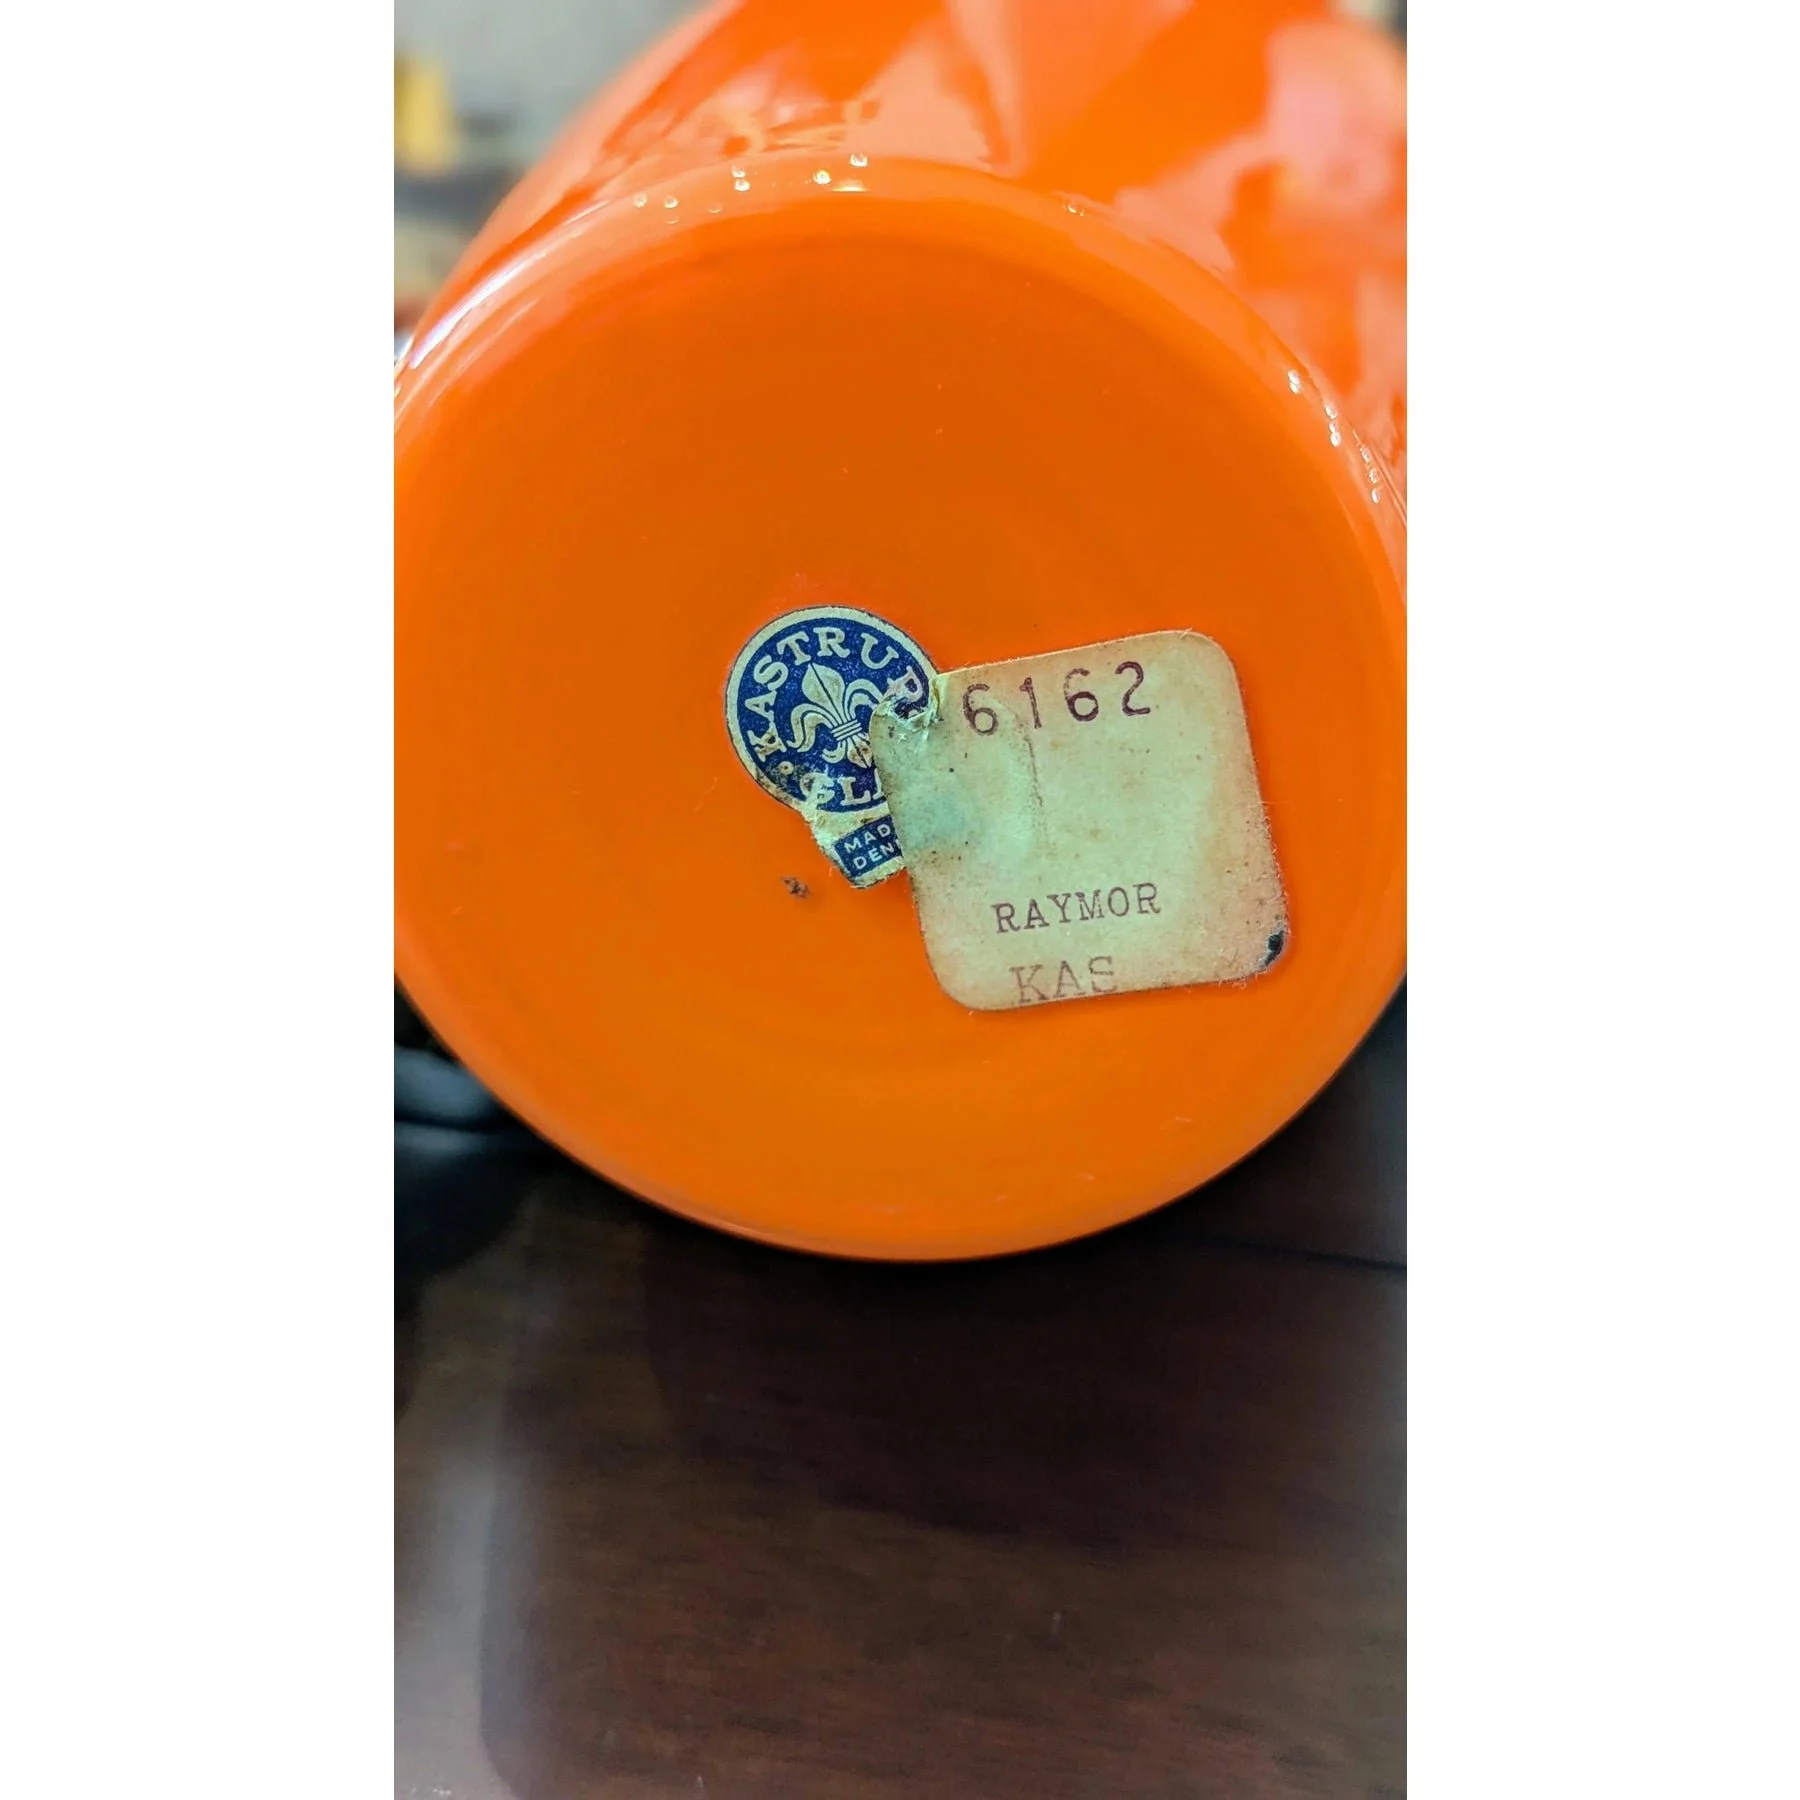 KASTRUP
GLA
MAD
DEN
6162
RAYMOR
KAS